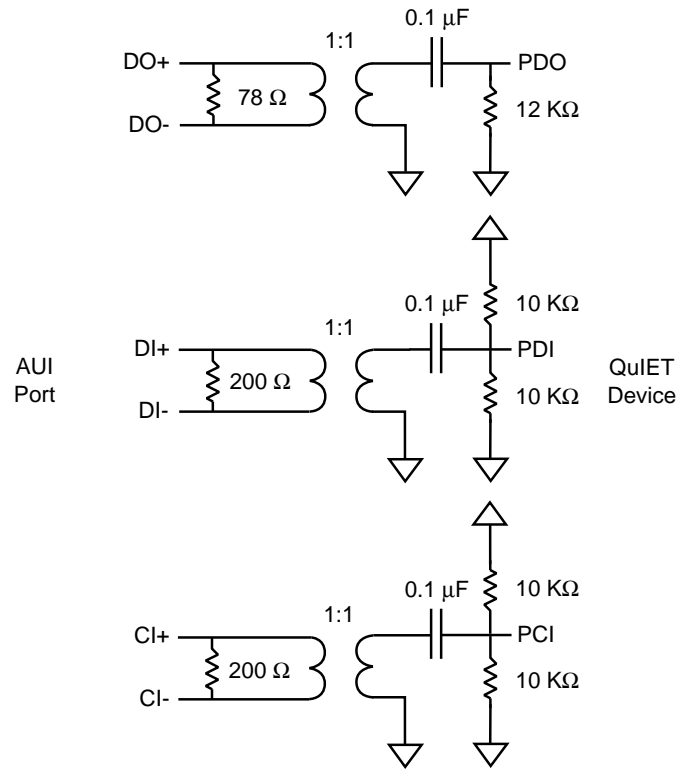 0.1 μF
1:1
DO+
PDO
78 Ω
12 KΩ
DO-
10 KΩ
0.1 μF
1:1
DI+
PDI
AUI
Port
200 Ω
QuIET
Device
10 KΩ
DI-
10 KΩ
0.1 μF
1:1
CI+
PCI
200 Ω
10 KΩ
CI-